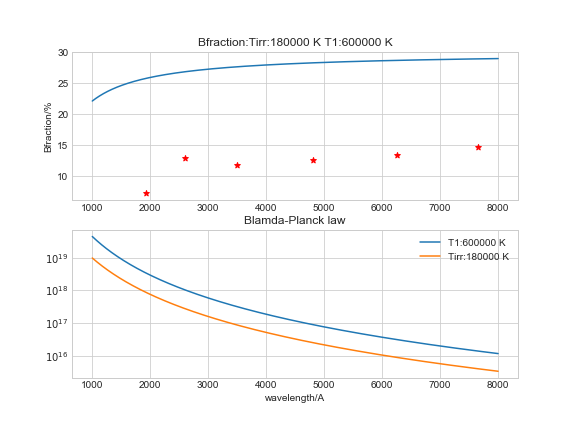 Bfraction:Tirr:180000 K T1:600000 K
30
25
20
15
10
Bfraction/%
1000 2000 3000 4000 5000 6000 7000 8000
Blamda-Planck law
T1:600000 K
Tirr:180000 K
10¹⁹
10¹⁸
10¹⁷
10¹⁶
1000 2000 3000 4000 5000 6000 7000 8000
wavelength/A